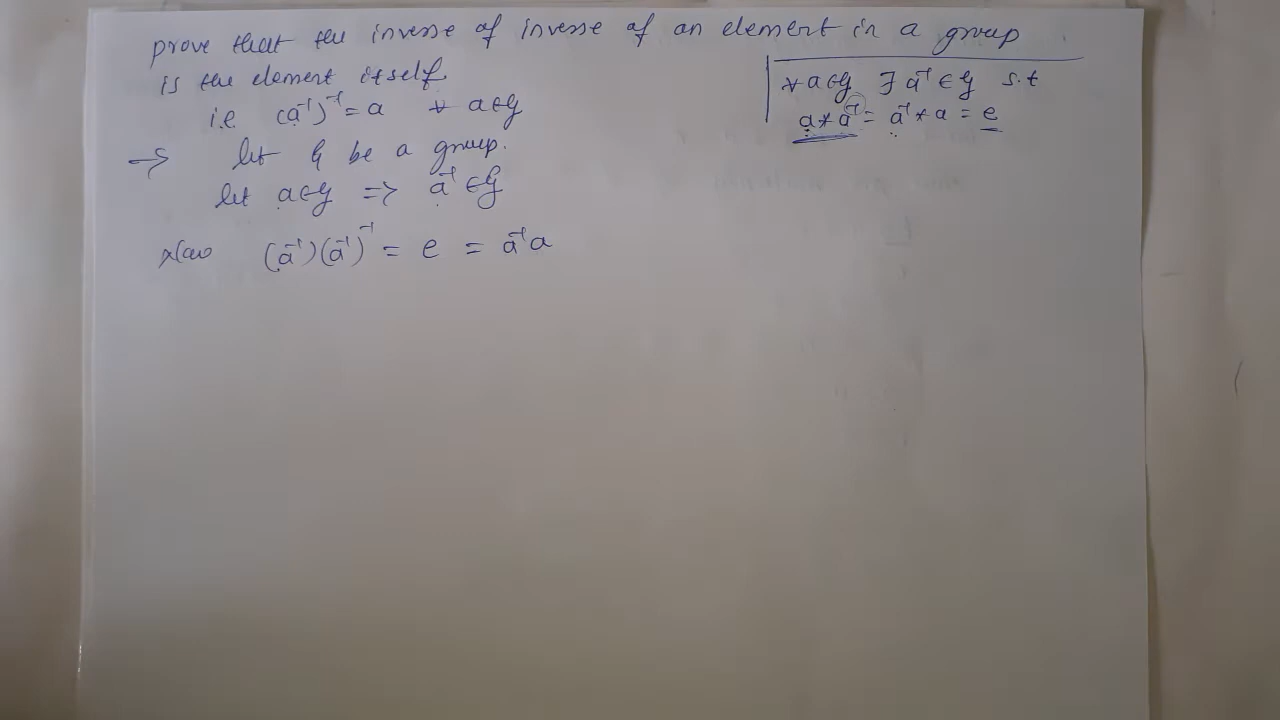 prove that the inverse of inverse of an element in a group
is the element itself.
i.e (a⁻¹)⁻¹ = a ∀ a∈G
→ let G be a group.
let a∈G => a⁻¹ ∈ G
Now (a⁻¹)(a⁻¹)⁻¹ = e = a⁻¹a
∀ a∈G ∃ a⁻¹ ∈ G s.t
a * a⁻¹ = a⁻¹ * a = e